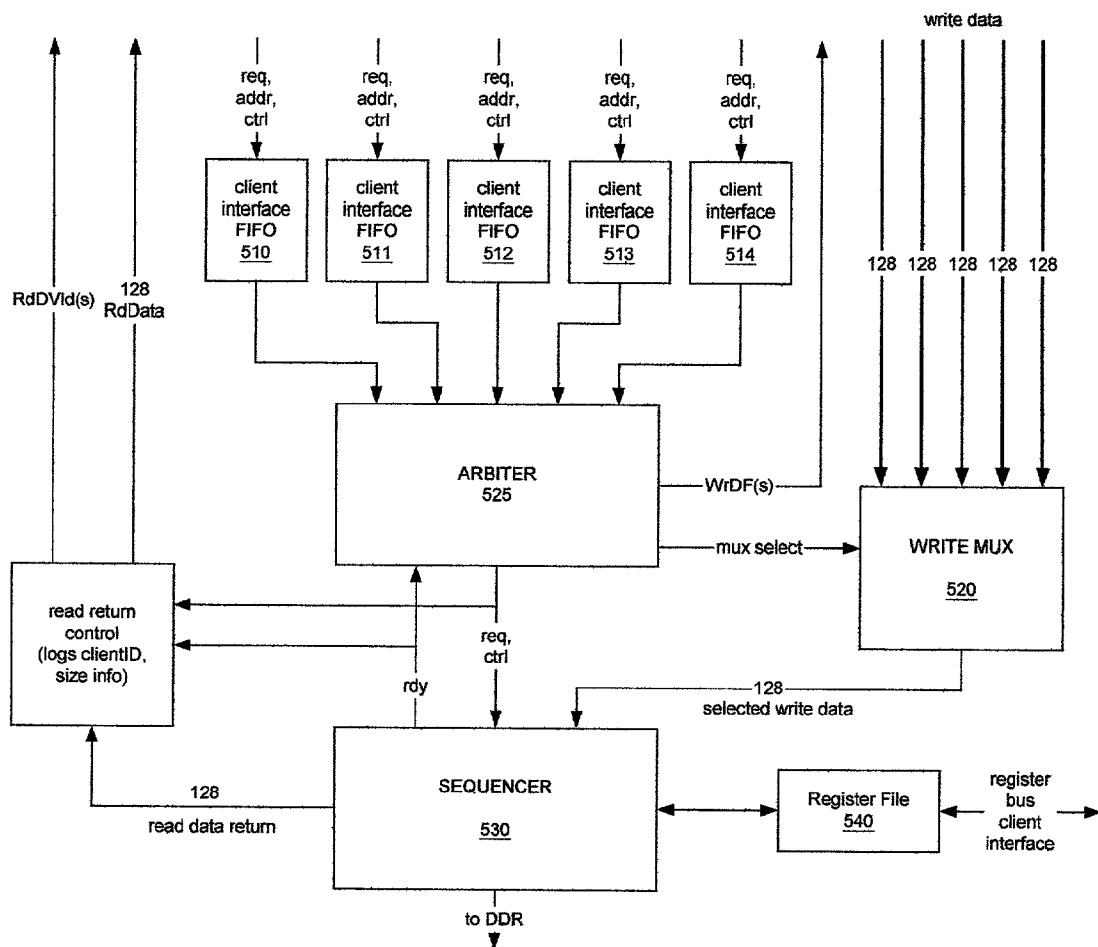 write data
req,
addr,
ctrl
req,
addr,
ctrl
req,
addr,
ctrl
req,
addr,
ctrl
req,
addr,
ctrl
client
interface
FIFO
510
client
interface
FIFO
511
client
interface
FIFO
512
client
interface
FIFO
513
client
interface
FIFO
514
128
128
128
128
128
RdDVld(s)
128
RdData
ARBITER
525
WrDF(s)
mux select
WRITE MUX
520
read return
control
(logs clientID,
size info)
req,
ctrl
rdy
128
selected write data
SEQUENCER
530
128
read data return
Register File
540
register
bus
client
interface
to DDR